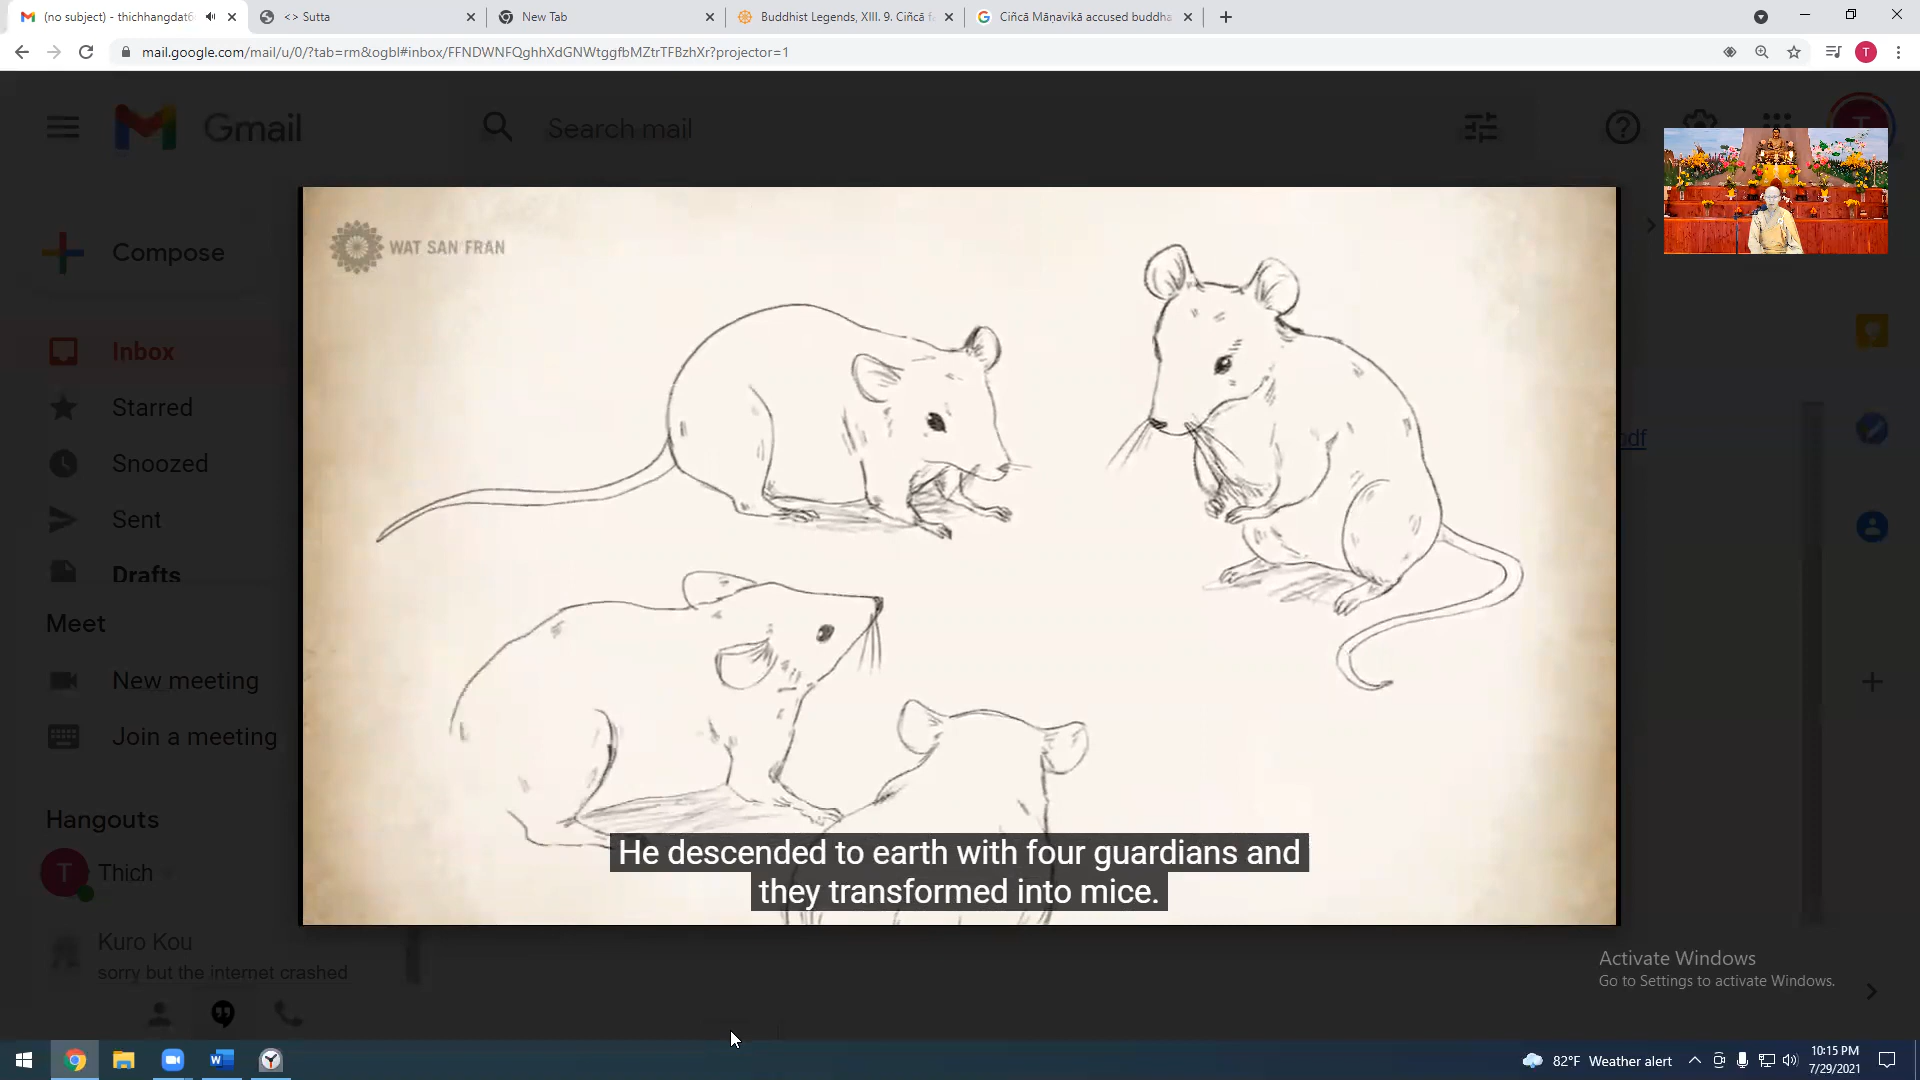 (no subject) - thichhangdat6
<> Sutta
New Tab
Buddhist Legends, XIII. 9. Ciñcā f
Ciñcā Māṇavikā accused buddha
mail.google.com/mail/u/0/?tab=rm&ogbl#inbox/FFNDWNFQghhXdGNWtggfbMZtrTFBzhXr?projector=1
T
Gmail
Search mail
WAT SAN FRAN
Compose
Inbox
Starred
Snoozed
Sent
Drafts
Meet
New meeting
Join a meeting
Hangouts
T
Thich
Kuro Kou
sorry but the internet crashed
He descended to earth with four guardians and
they transformed into mice.
Activate Windows
Go to Settings to activate Windows.
82°F Weather alert
10:15 PM
7/29/2021